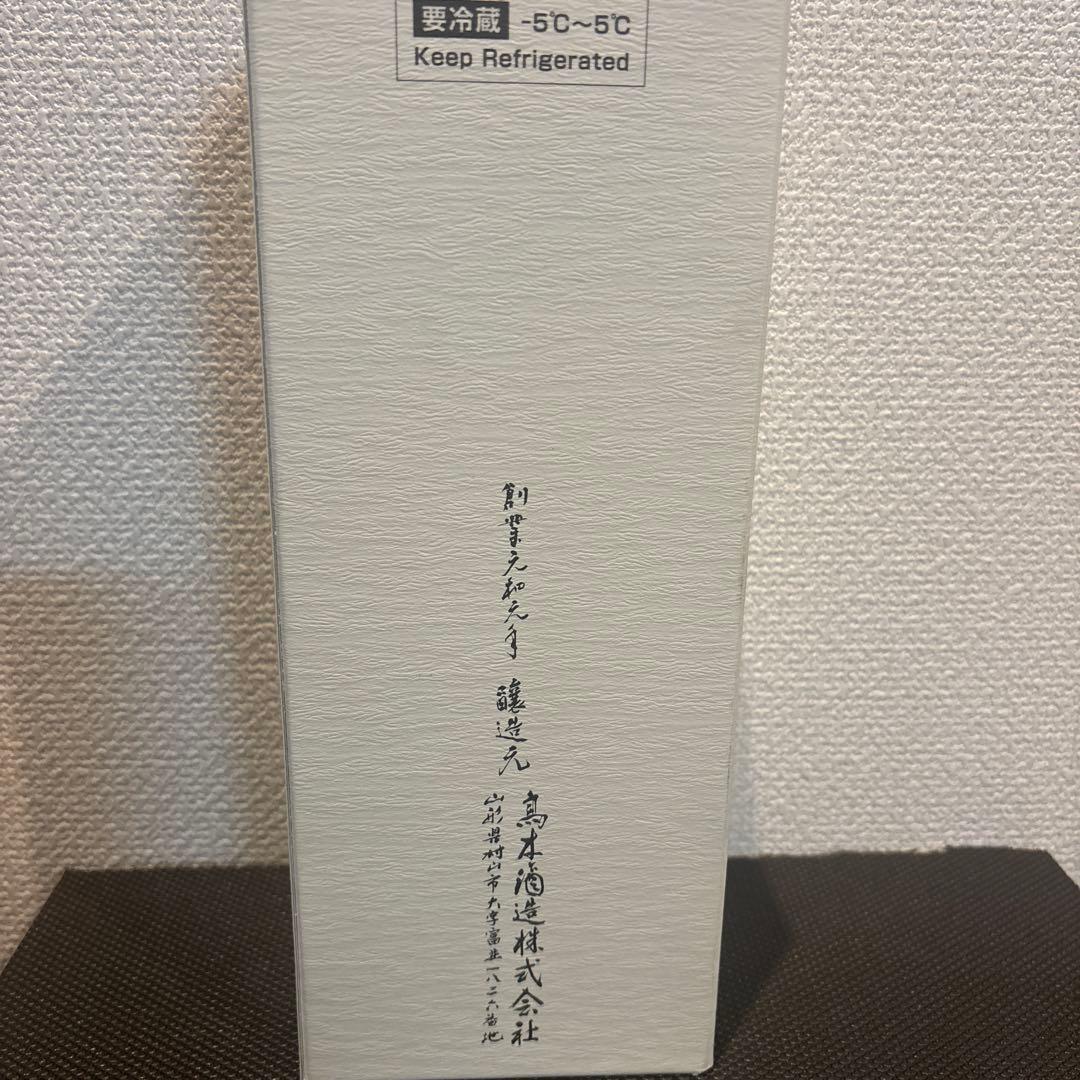 要冷蔵 -5℃〜5℃
Keep Refrigerated
創業元和元年 醸造元
高木酒造株式会社
山形県村山市大字富並一八二六番地